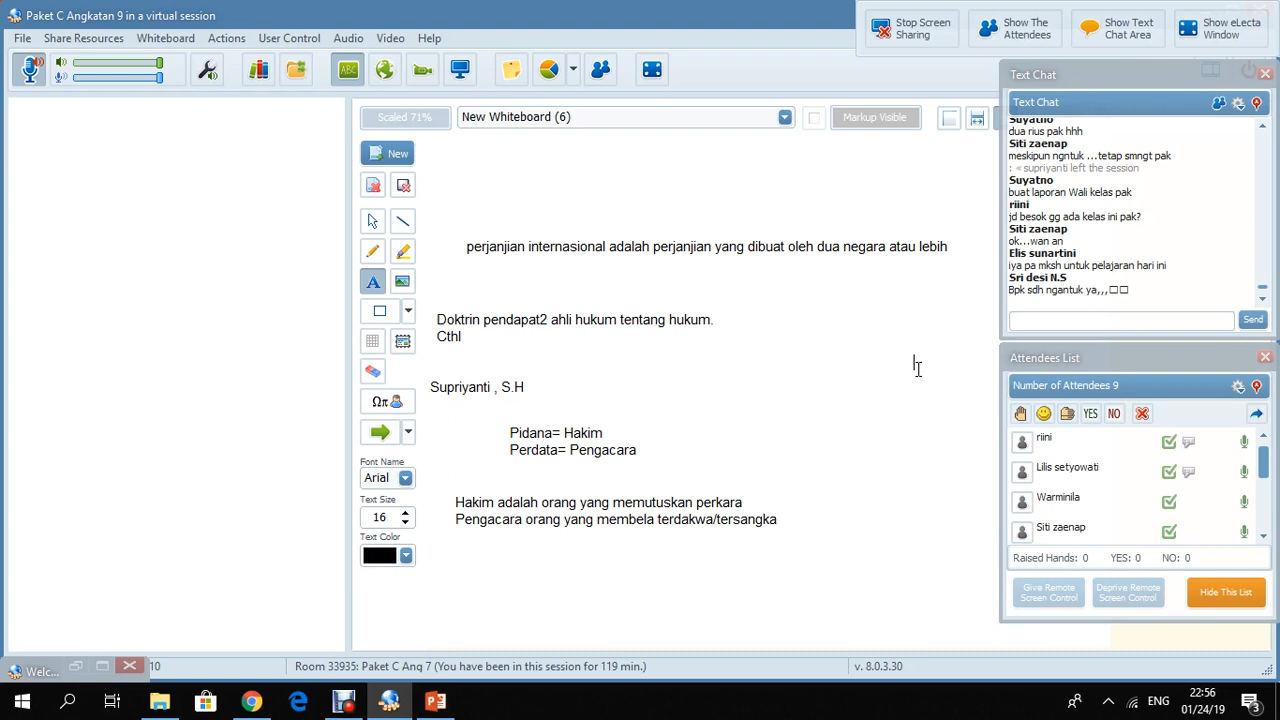 Paket C Angkatan 9 in a virtual session
File Share Resources Whiteboard Actions User Control Audio Video Help
Stop Screen Sharing
Show The Attendees
Show Text Chat Area
Show eLecta Window
ABC
Scaled 71%
New Whiteboard (6)
Markup Visible
New
A
Ωπ
Font Name
Arial
Text Size
16
Text Color
perjanjian internasional adalah perjanjian yang dibuat oleh dua negara atau lebih
Doktrin pendapat2 ahli hukum tentang hukum.
Cthl
Supriyanti , S.H
Pidana= Hakim
Perdata= Pengacara
Hakim adalah orang yang memutuskan perkara
Pengacara orang yang membela terdakwa/tersangka
Text Chat
Text Chat
Suyatno
dua rius pak hhh
Siti zaenap
meskipun ngntuk ...tetap smngt pak
: < supriyanti left the session
Suyatno
buat laporan Wali kelas pak
riini
jd besok gg ada kelas ini pak?
Siti zaenap
ok...wan an
Elis sunartini
iya pa mksh untuk pelajaran hari ini
Sri desi N.S
Bpk sdh ngantuk ya,,,□□
Send
Attendees List
Number of Attendees 9
YES NO
riini
Lilis setyowati
Warminila
Siti zaenap
Raised Hands: 0 YES: 0 NO: 0
Give Remote Screen Control
Deprive Remote Screen Control
Hide This List
Welc...
10
Room 33935: Paket C Ang 7 (You have been in this session for 119 min.)
v. 8.0.3.30
ENG
22:56
01/24/19
3